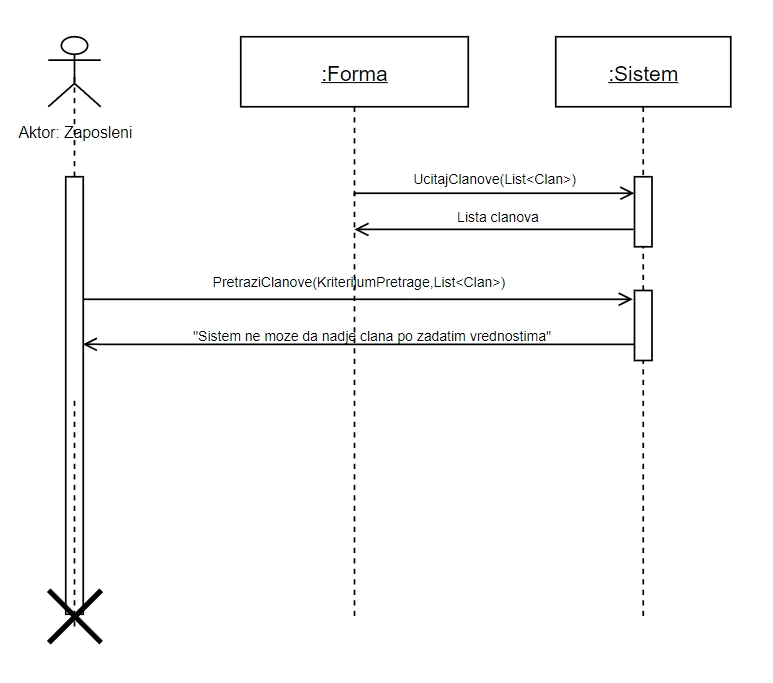 :Forma
:Sistem
Aktor: Zaposleni
UcitajClanove(List<Clan>)
Lista clanova
PretraziClanove(KriterijumPretrage,List<Clan>)
"Sistem ne moze da nadje clana po zadatim vrednostima"